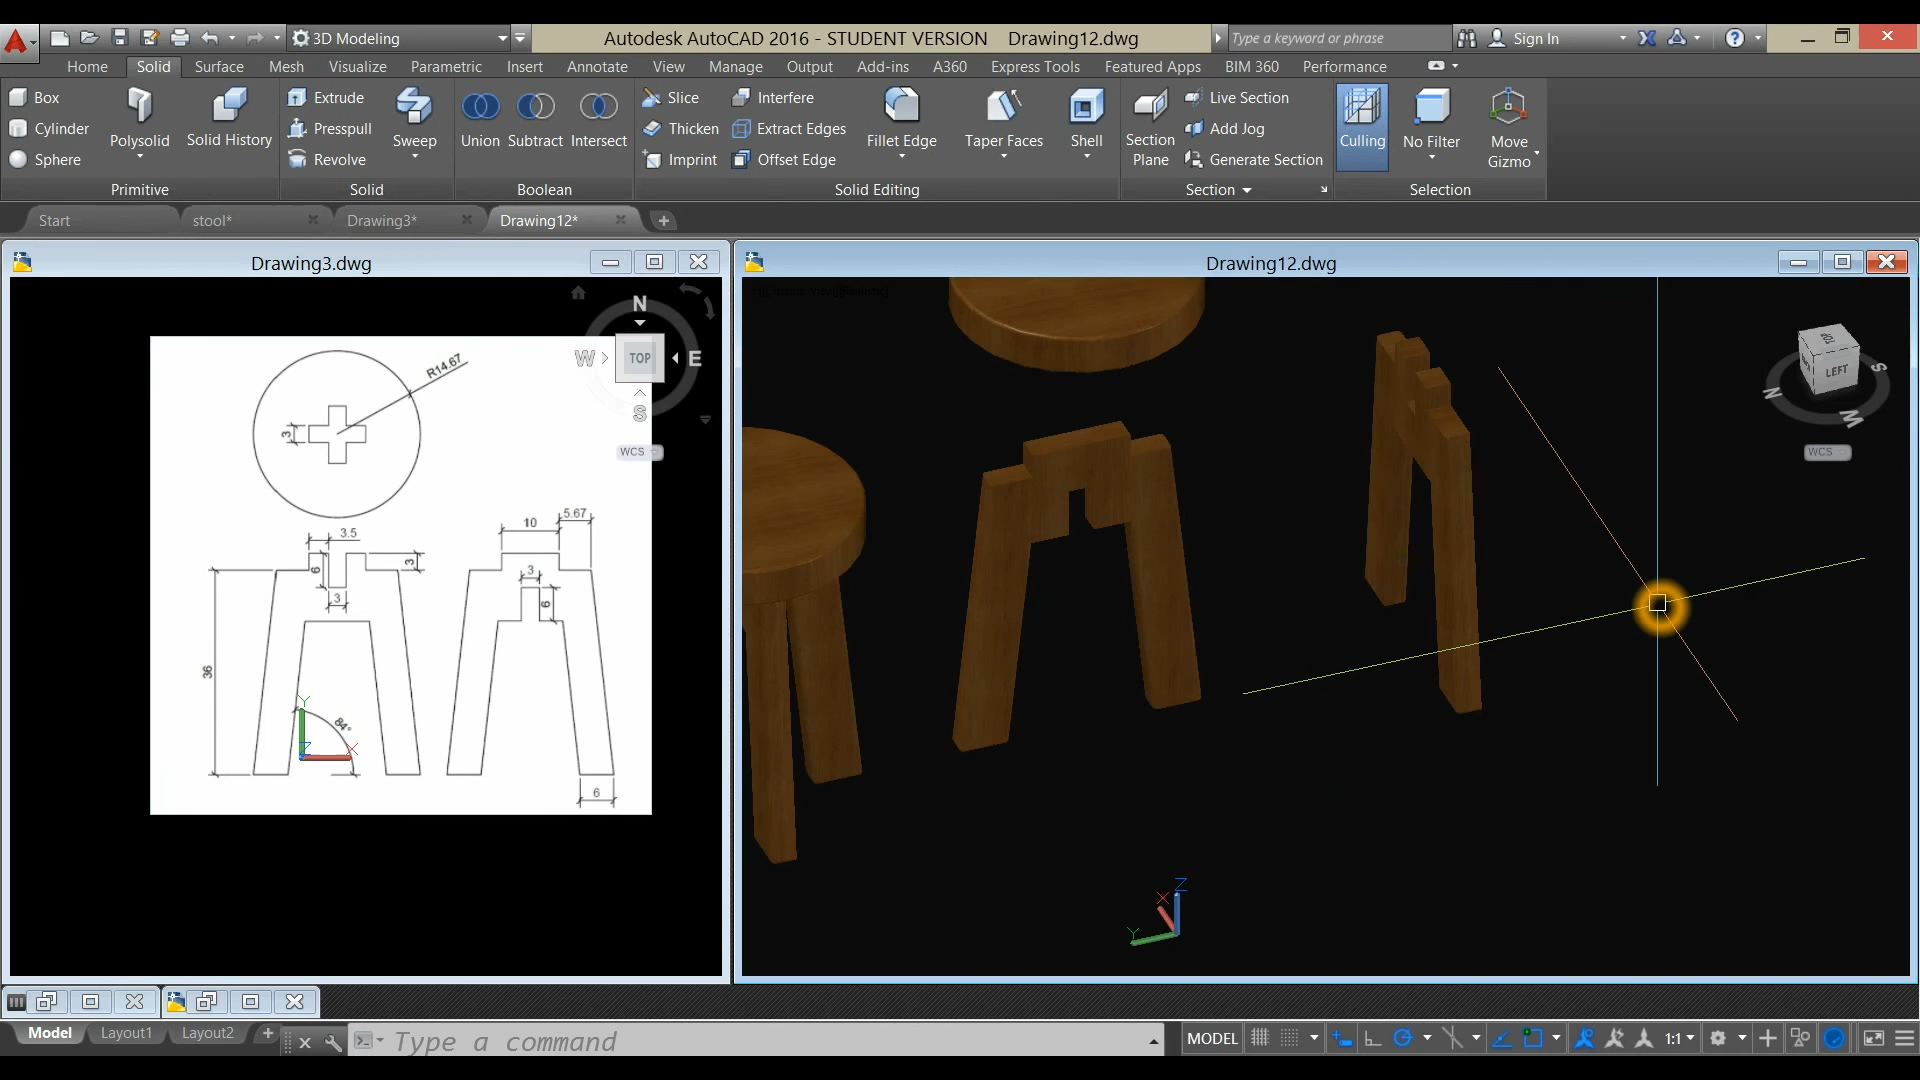 3D Modeling
Autodesk AutoCAD 2016 - STUDENT VERSION Drawing12.dwg
Type a keyword or phrase
Sign In
Home Solid Surface Mesh Visualize Parametric Insert Annotate View Manage Output Add-ins A360 Express Tools Featured Apps BIM 360 Performance
Box
Cylinder
Sphere
Polysolid
Solid History
Primitive
Extrude
Presspull
Revolve
Sweep
Solid
Union Subtract Intersect
Boolean
Slice
Thicken
Imprint
Interfere
Extract Edges
Offset Edge
Fillet Edge
Taper Faces
Shell
Solid Editing
Section
Plane
Live Section
Add Jog
Generate Section
Section
Culling
No Filter
Move
Gizmo
Selection
Start stool* Drawing3* Drawing12*
Drawing3.dwg
N
W TOP E
S
WCS
R14.67
3
3.5
6
3
3
36
84°
10
5.67
3
6
6
Y
Z X
Drawing12.dwg
TOP
LEFT
S
N W
WCS
Z
X
Y
Model Layout1 Layout2 +
Type a command
MODEL
1:1